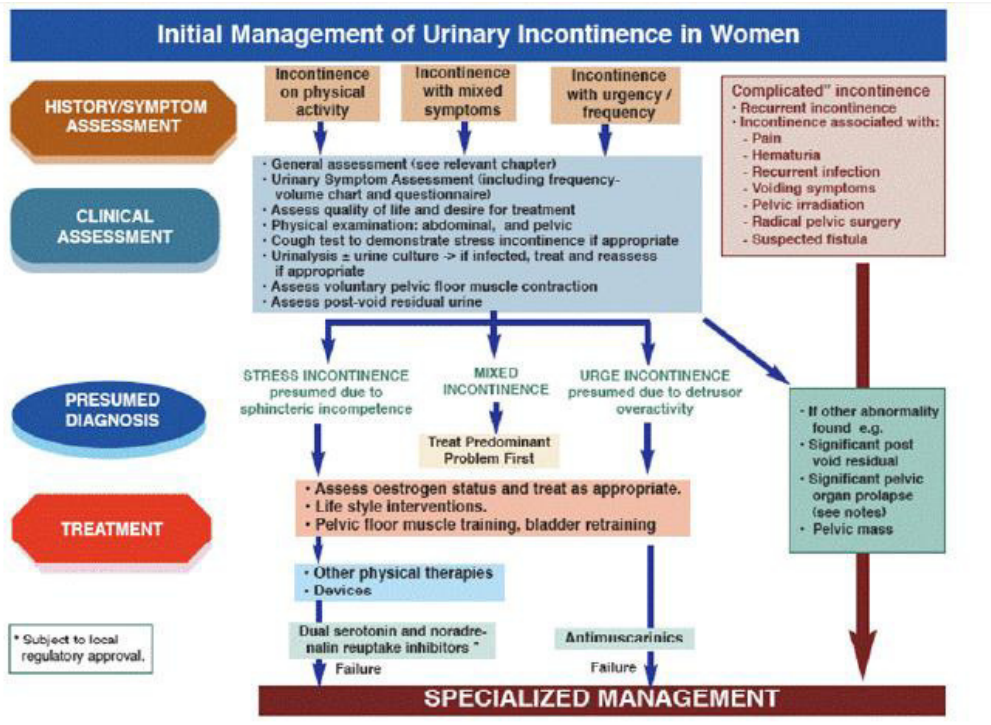 Initial Management of Urinary Incontinence in Women
HISTORY/SYMPTOM
ASSESSMENT
Incontinence
on physical
activity
Incontinence
with mixed
symptoms
Incontinence
with urgency /
frequency
Complicated" incontinence
• Recurrent incontinence
• Incontinence associated with:
- Pain
- Hematuria
- Recurrent infection
- Voiding symptoms
- Pelvic irradiation
- Radical pelvic surgery
- Suspected fistula
CLINICAL
ASSESSMENT
• General assessment (see relevant chapter)
• Urinary Symptom Assessment (including frequency-
volume chart and questionnaire)
• Assess quality of life and desire for treatment
• Physical examination: abdominal, and pelvic
• Cough test to demonstrate stress incontinence if appropriate
• Urinalysis ± urine culture -> if infected, treat and reassess
if appropriate
• Assess voluntary pelvic floor muscle contraction
• Assess post-void residual urine
PRESUMED
DIAGNOSIS
STRESS INCONTINENCE
presumed due to
sphincteric incompetence
MIXED
INCONTINENCE
URGE INCONTINENCE
presumed due to detrusor
overactivity
Treat Predominant
Problem First
• If other abnormality
found e.g.
• Significant post
void residual
• Significant pelvic
organ prolapse
(see notes)
• Pelvic mass
TREATMENT
• Assess oestrogen status and treat as appropriate.
• Life style interventions.
• Pelvic floor muscle training, bladder retraining
• Other physical therapies
• Devices
Dual serotonin and noradre-
nalin reuptake inhibitors *
Failure
Antimuscarinics
Failure
* Subject to local
regulatory approval.
SPECIALIZED MANAGEMENT